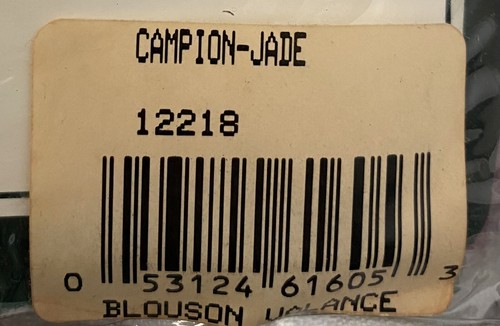 CAMPION-JADE
12218
0 53124 61605 3
BLOUSON VALANCE